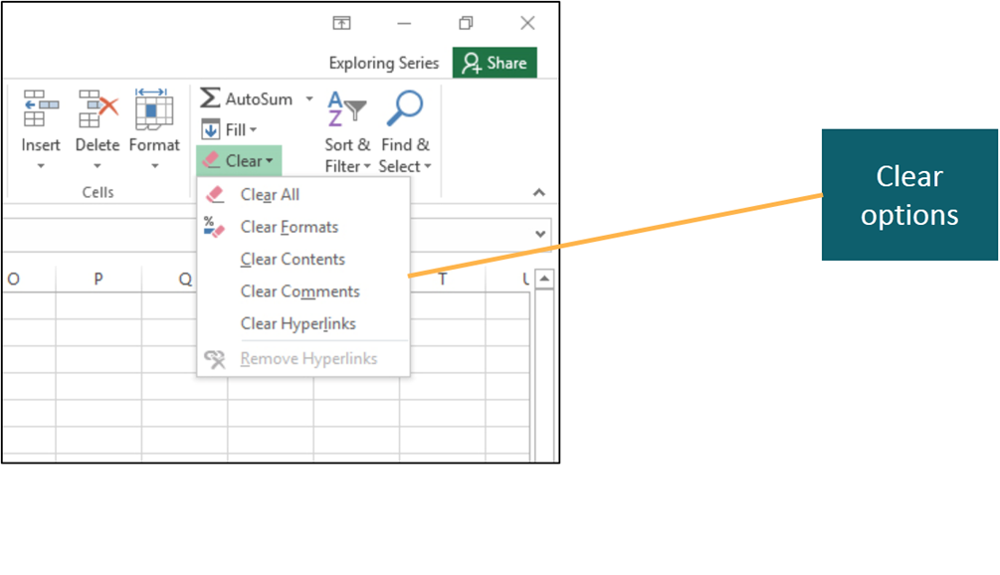 Exploring Series
Share
AutoSum
Fill
Clear
Insert
Delete
Format
Sort &
Filter
Find &
Select
Cells
Clear All
Clear Formats
Clear Contents
Clear Comments
Clear Hyperlinks
Remove Hyperlinks
O P Q T
Clear
options